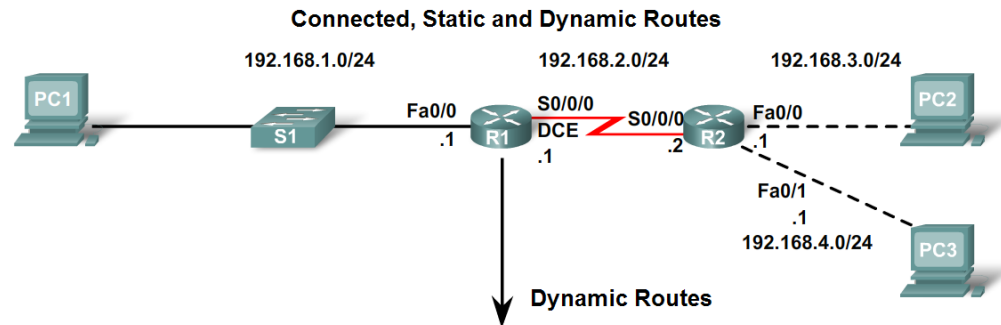 Connected, Static and Dynamic Routes
192.168.1.0/24
192.168.2.0/24
192.168.3.0/24
PC1
S1
Fa0/0
.1
R1
S0/0/0
DCE
.1
S0/0/0
.2
R2
Fa0/0
.1
PC2
Fa0/1
.1
192.168.4.0/24
PC3
Dynamic Routes